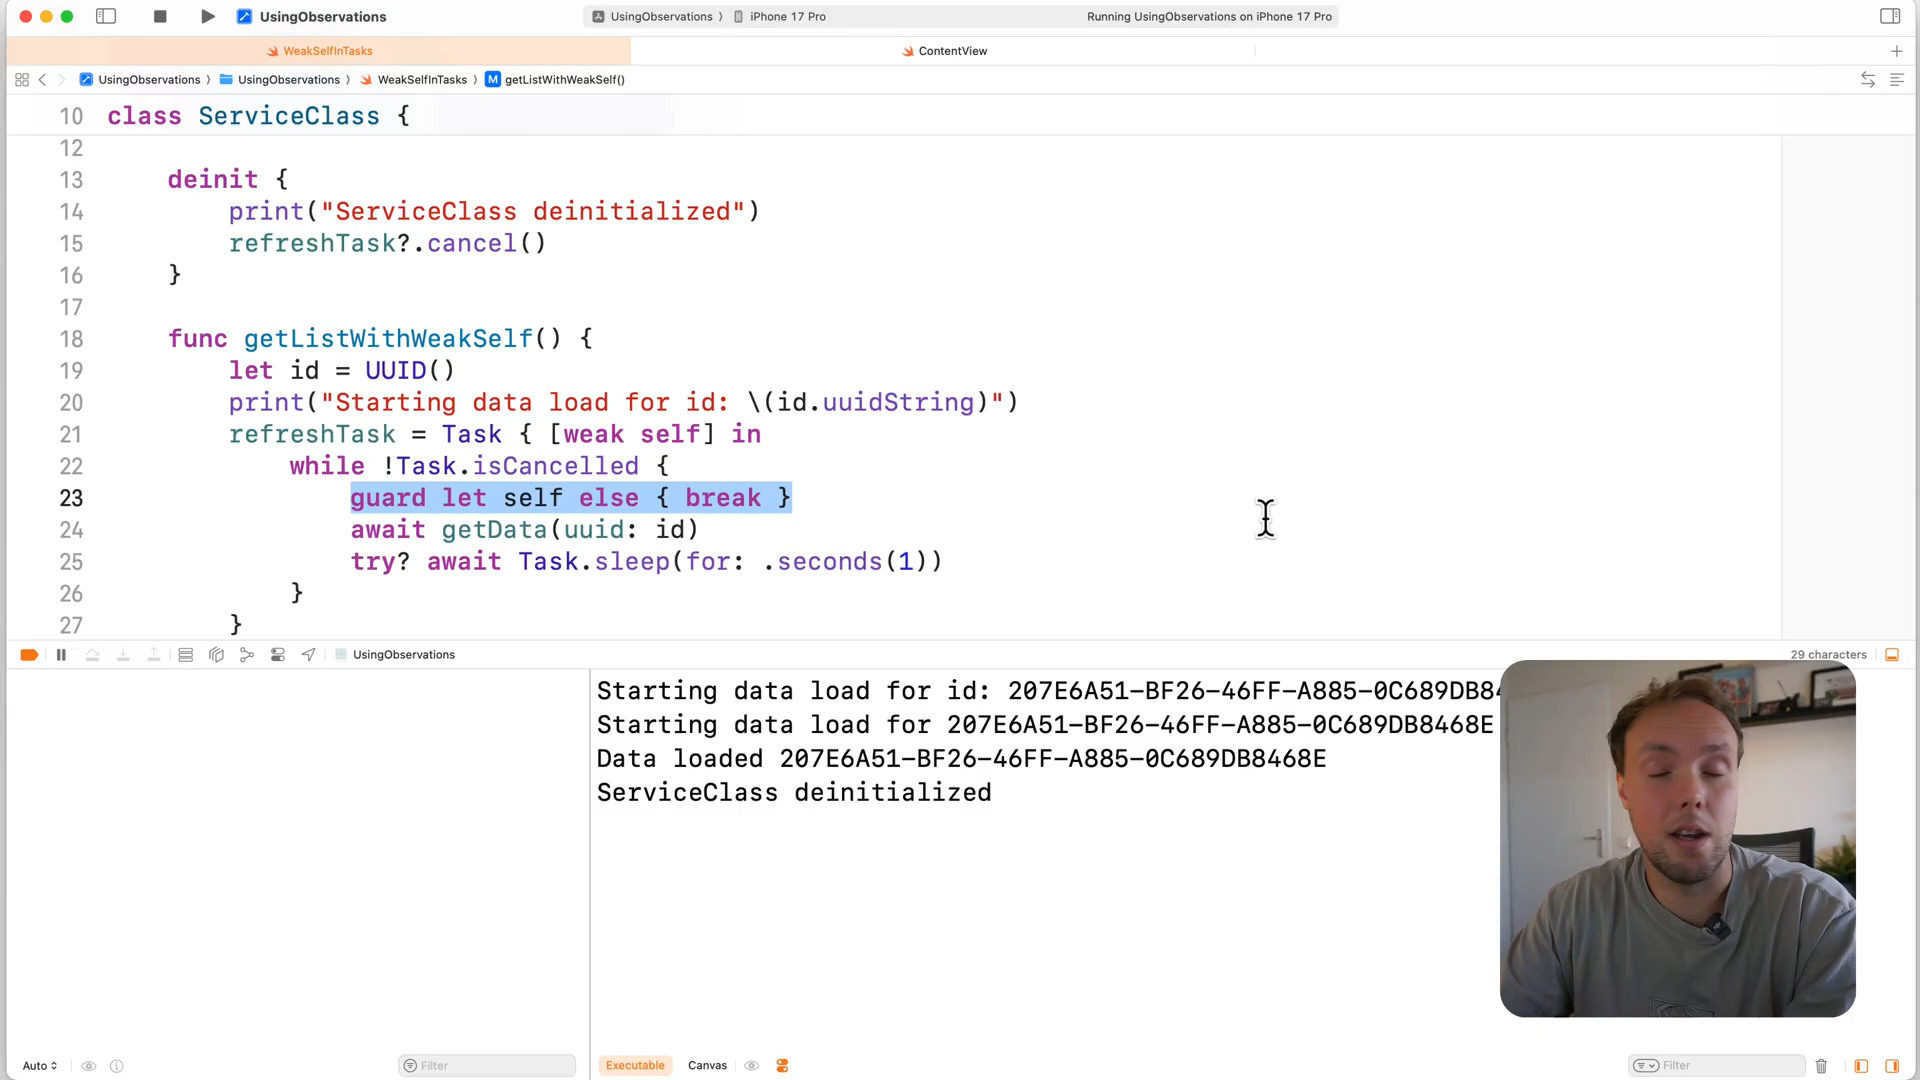 UsingObservations
UsingObservations 〉 iPhone 17 Pro
Running UsingObservations on iPhone 17 Pro
WeakSelfInTasks
ContentView
UsingObservations 〉 UsingObservations 〉 WeakSelfInTasks 〉 M getListWithWeakSelf()
10 class ServiceClass {
12
13 deinit {
14 print("ServiceClass deinitialized")
15 refreshTask?.cancel()
16 }
17
18 func getListWithWeakSelf() {
19 let id = UUID()
20 print("Starting data load for id: \(id.uuidString)")
21 refreshTask = Task { [weak self] in
22 while !Task.isCancelled {
23 guard let self else { break }
24 await getData(uuid: id)
25 try? await Task.sleep(for: .seconds(1))
26 }
27 }
UsingObservations
29 characters
Starting data load for id: 207E6A51-BF26-46FF-A885-0C689DB84
Starting data load for 207E6A51-BF26-46FF-A885-0C689DB8468E
Data loaded 207E6A51-BF26-46FF-A885-0C689DB8468E
ServiceClass deinitialized
Auto
Filter
Executable
Canvas
Filter